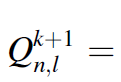 Q_{n,l}^{k+1} =